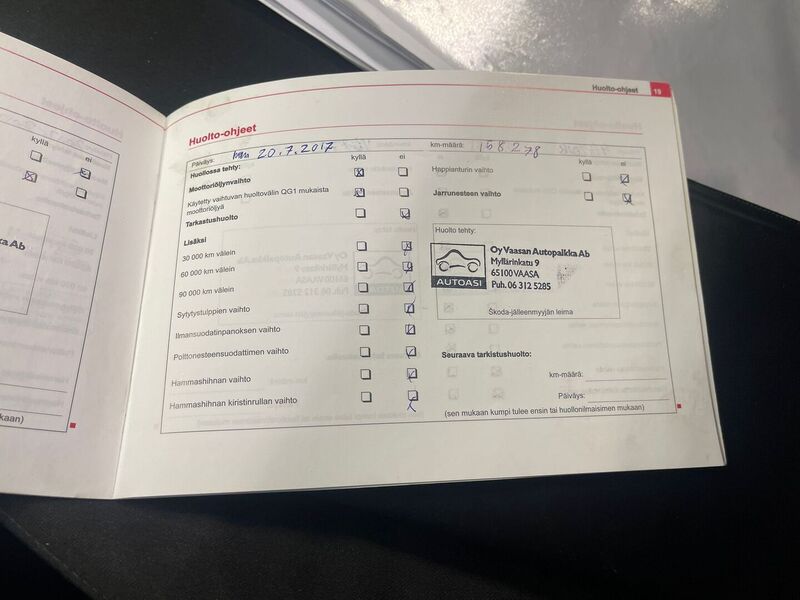 Huolto-ohjeet
19
Huolto-ohjeet
Päiväys: 20.7.2017
km-määrä: 158278
Huollossa tehty:
kyllä
ei
Moottoriöljynvaihto
Käytetty vaihtuvan huoltovälin QG1 mukaista
moottoriöljyä
Tarkastushuolto
Lisäksi
30 000 km välein
60 000 km välein
90 000 km välein
Sytytystulppien vaihto
Ilmansuodatinpanoksen vaihto
Polttonesteensuodattimen vaihto
Hammashihnan vaihto
Hammashihnan kiristinrullan vaihto
kyllä
ei
Happianturin vaihto
Jarrunesteen vaihto
Huolto tehty:
AUTOASI
Oy Vaasan Autopaikka Ab
Myllärinkatu 9
65100 VAASA
Puh. 06 312 5285
Škoda-jälleenmyyjän leima
Seuraava tarkistushuolto:
km-määrä:
Päiväys:
(sen mukaan kumpi tulee ensin tai huollonilmaisimen mukaan)
kyllä
ei
ka Ab
kaan)